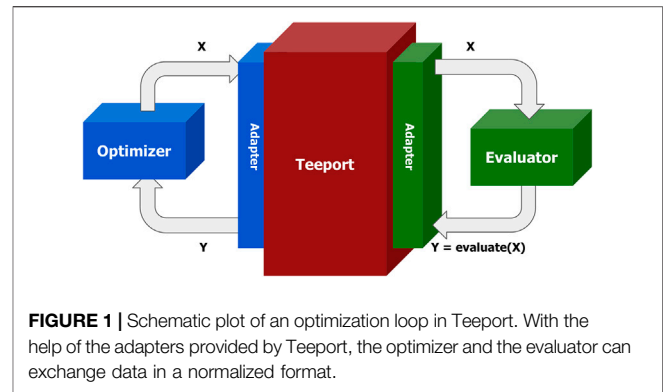 X
X
Optimizer
Adapter
Teeport
Adapter
Evaluator
Y
Y = evaluate(X)
FIGURE 1 | Schematic plot of an optimization loop in Teeport. With the
help of the adapters provided by Teeport, the optimizer and the evaluator can
exchange data in a normalized format.